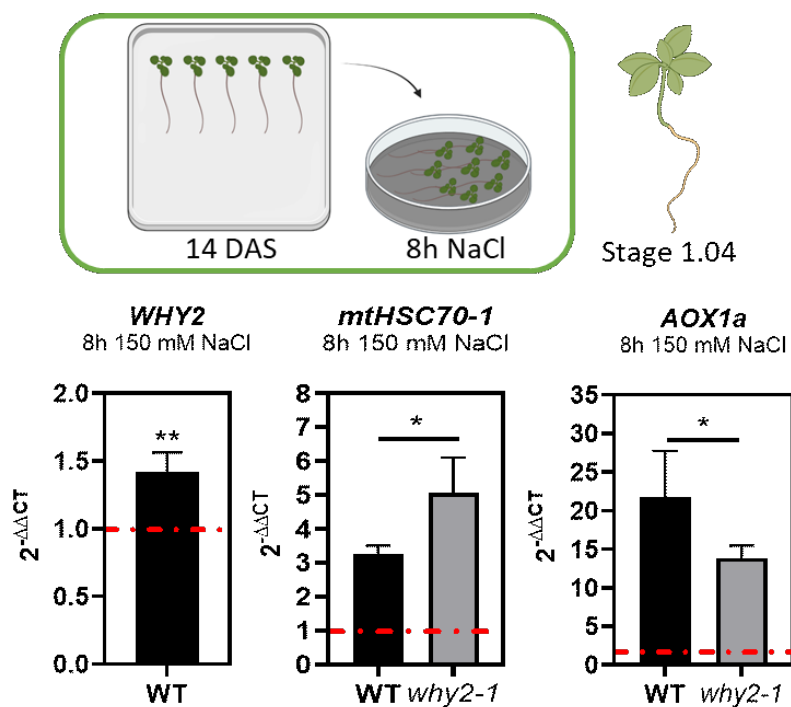 14 DAS
8h NaCl
Stage 1.04
WHY2
8h 150 mM NaCl
2-ΔΔCT
2.0
1.5
1.0
0.5
0.0
**
WT
mtHSC70-1
8h 150 mM NaCl
2-ΔΔCT
8
7
6
5
4
3
2
1
0
*
WT why2-1
AOX1a
8h 150 mM NaCl
2-ΔΔCT
35
30
25
20
15
10
5
0
*
WT why2-1